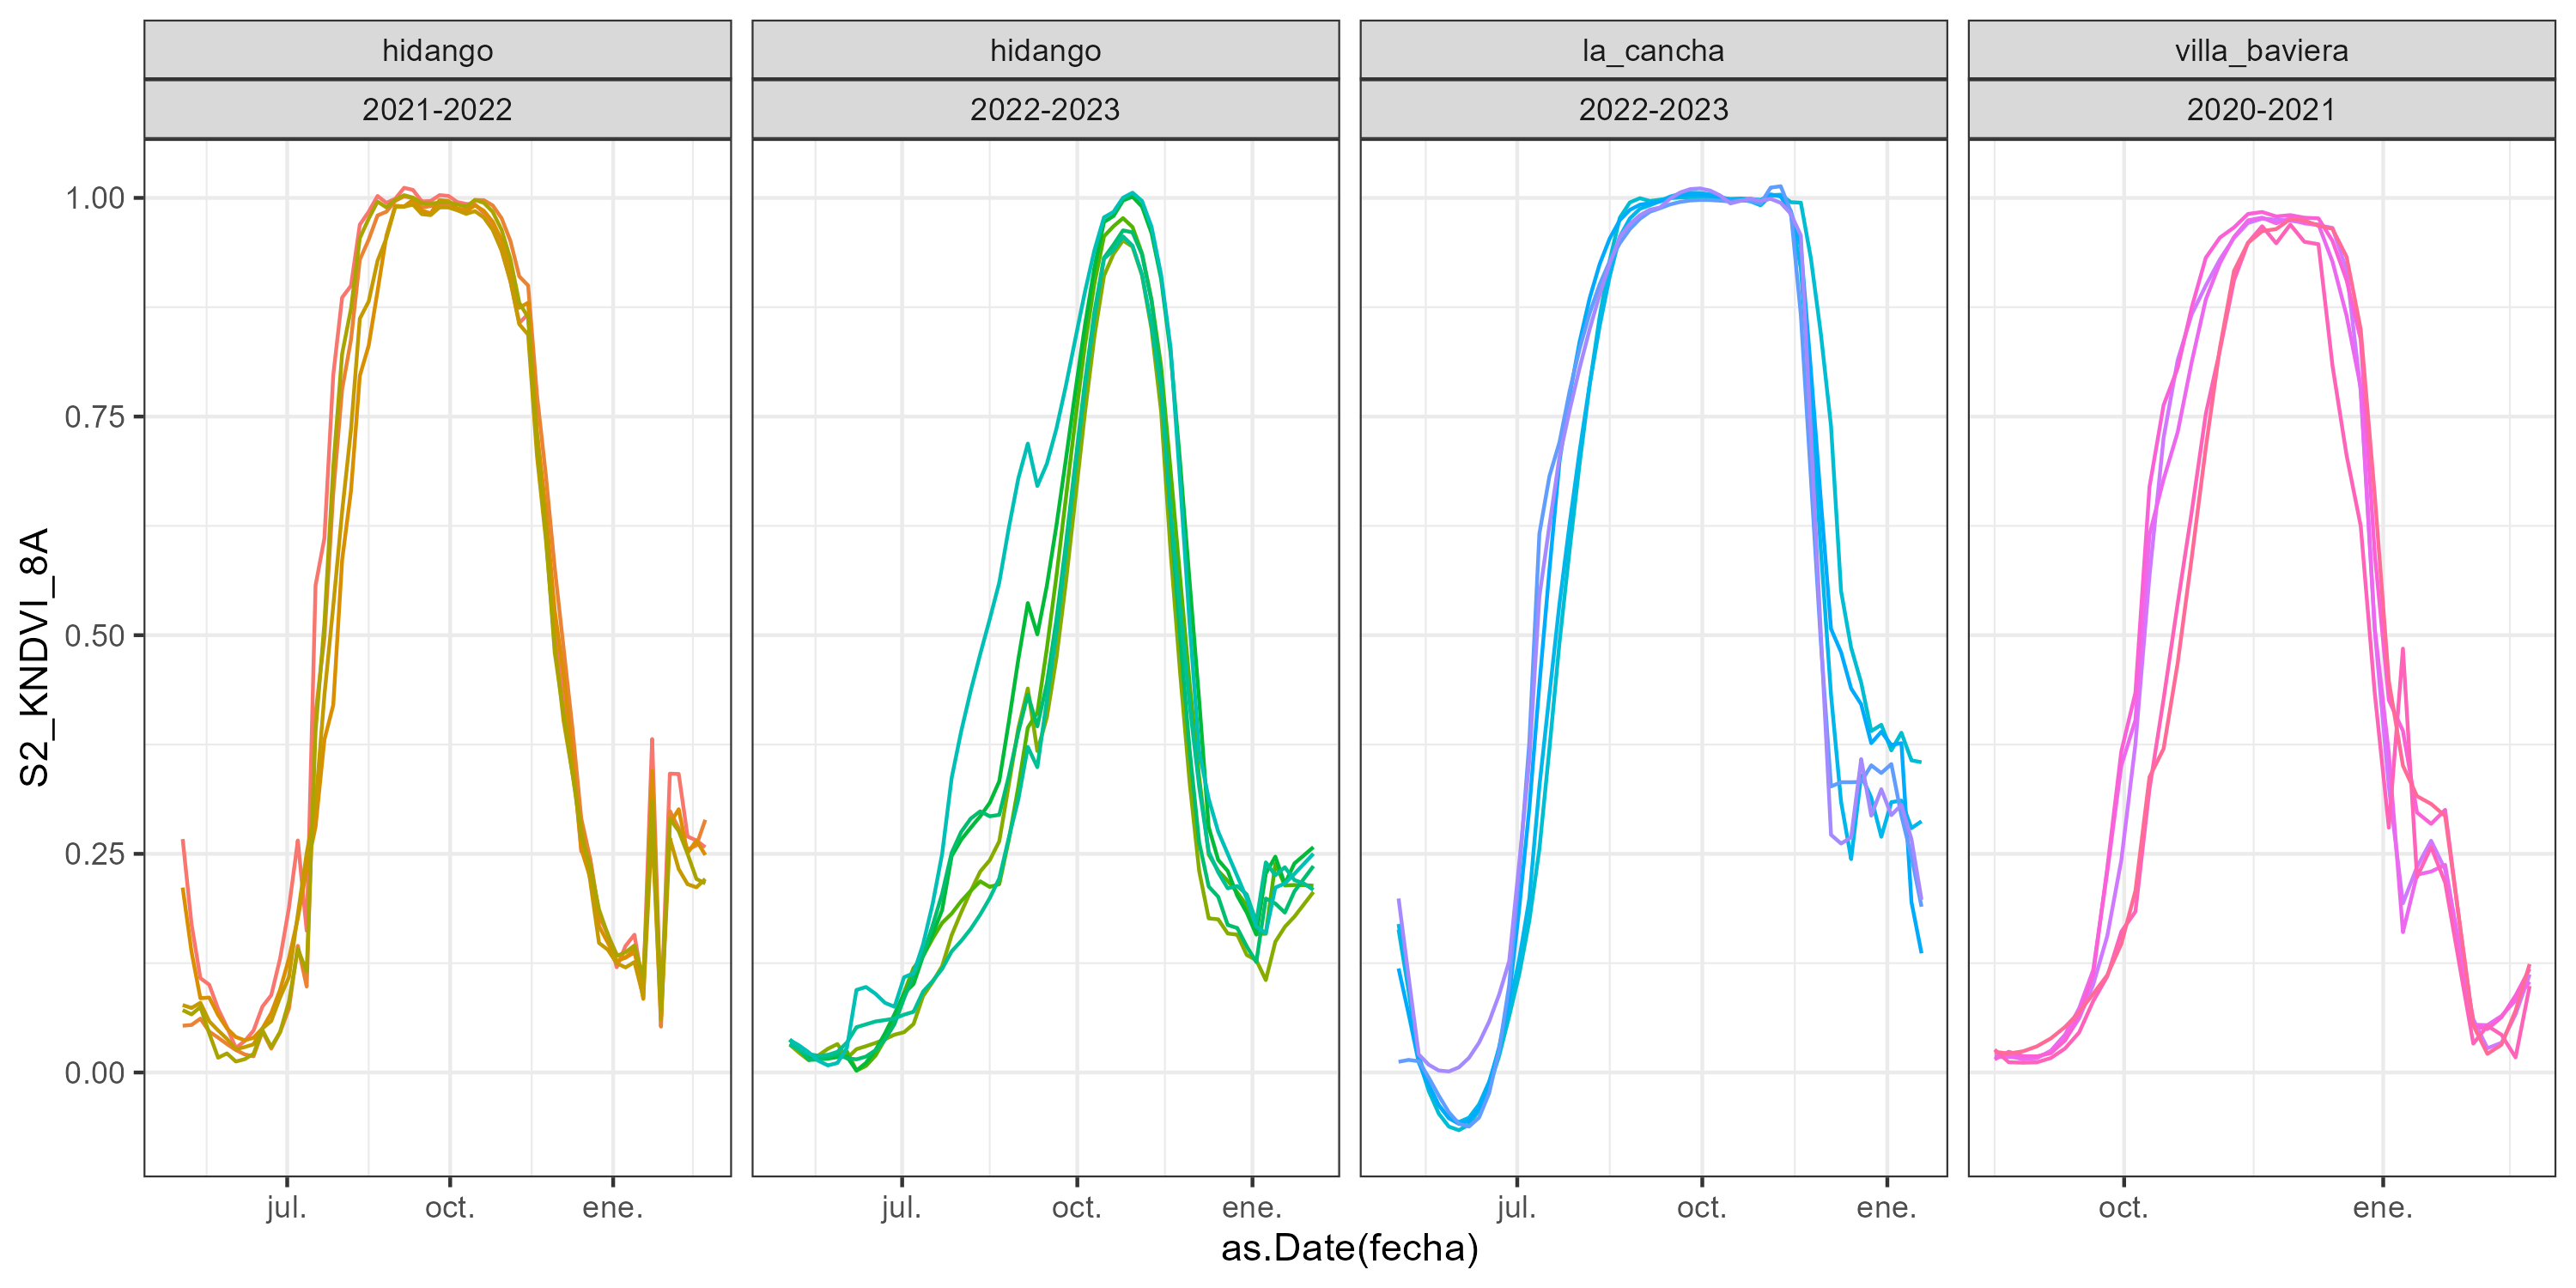 hidango
hidango
la_cancha
villa_baviera
2021-2022
2022-2023
2022-2023
2020-2021
S2_KNDVI_8A
1.00
0.75
0.50
0.25
0.00
jul.
oct.
ene.
jul.
oct.
ene.
jul.
oct.
ene.
oct.
ene.
as.Date(fecha)